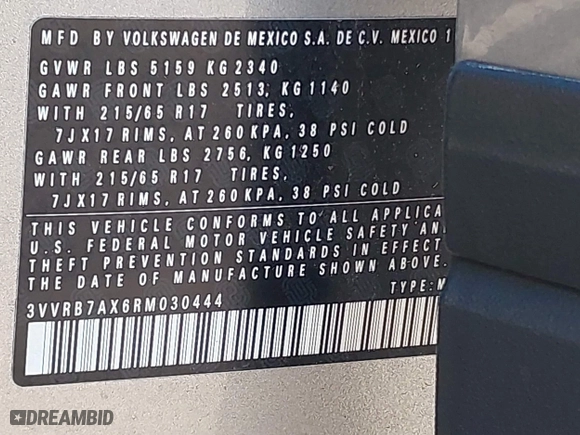 MFD BY VOLKSWAGEN DE MEXICO S.A. DE C.V. MEXICO 1
GVWR LBS 5159 KG 2340
GAWR FRONT LBS 2513, KG 1140
WITH 215/65 R17 TIRES,
7JX17 RIMS, AT 260 KPA, 38 PSI COLD
GAWR REAR LBS 2756, KG 1250
WITH 215/65 R17 TIRES,
7JX17 RIMS, AT 260 KPA, 38 PSI COLD
THIS VEHICLE CONFORMS TO ALL APPLICA
U.S. FEDERAL MOTOR VEHICLE SAFETY AN
THEFT PREVENTION STANDARDS IN EFFECT
THE DATE OF MANUFACTURE SHOWN ABOVE.
3VVRB7AX6RM030444
TYPE:M
DREAMBID